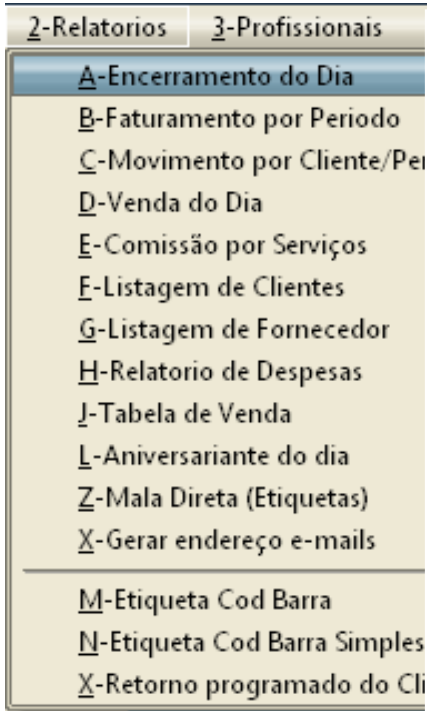 2-Relatorios 3-Profissionais
A-Encerramento do Dia
B-Faturamento por Periodo
C-Movimento por Cliente/Per
D-Venda do Dia
E-Comissão por Serviços
F-Listagem de Clientes
G-Listagem de Fornecedor
H-Relatorio de Despesas
J-Tabela de Venda
L-Aniversariante do dia
Z-Mala Direta (Etiquetas)
X-Gerar endereço e-mails
M-Etiqueta Cod Barra
N-Etiqueta Cod Barra Simples
X-Retorno programado do Cli